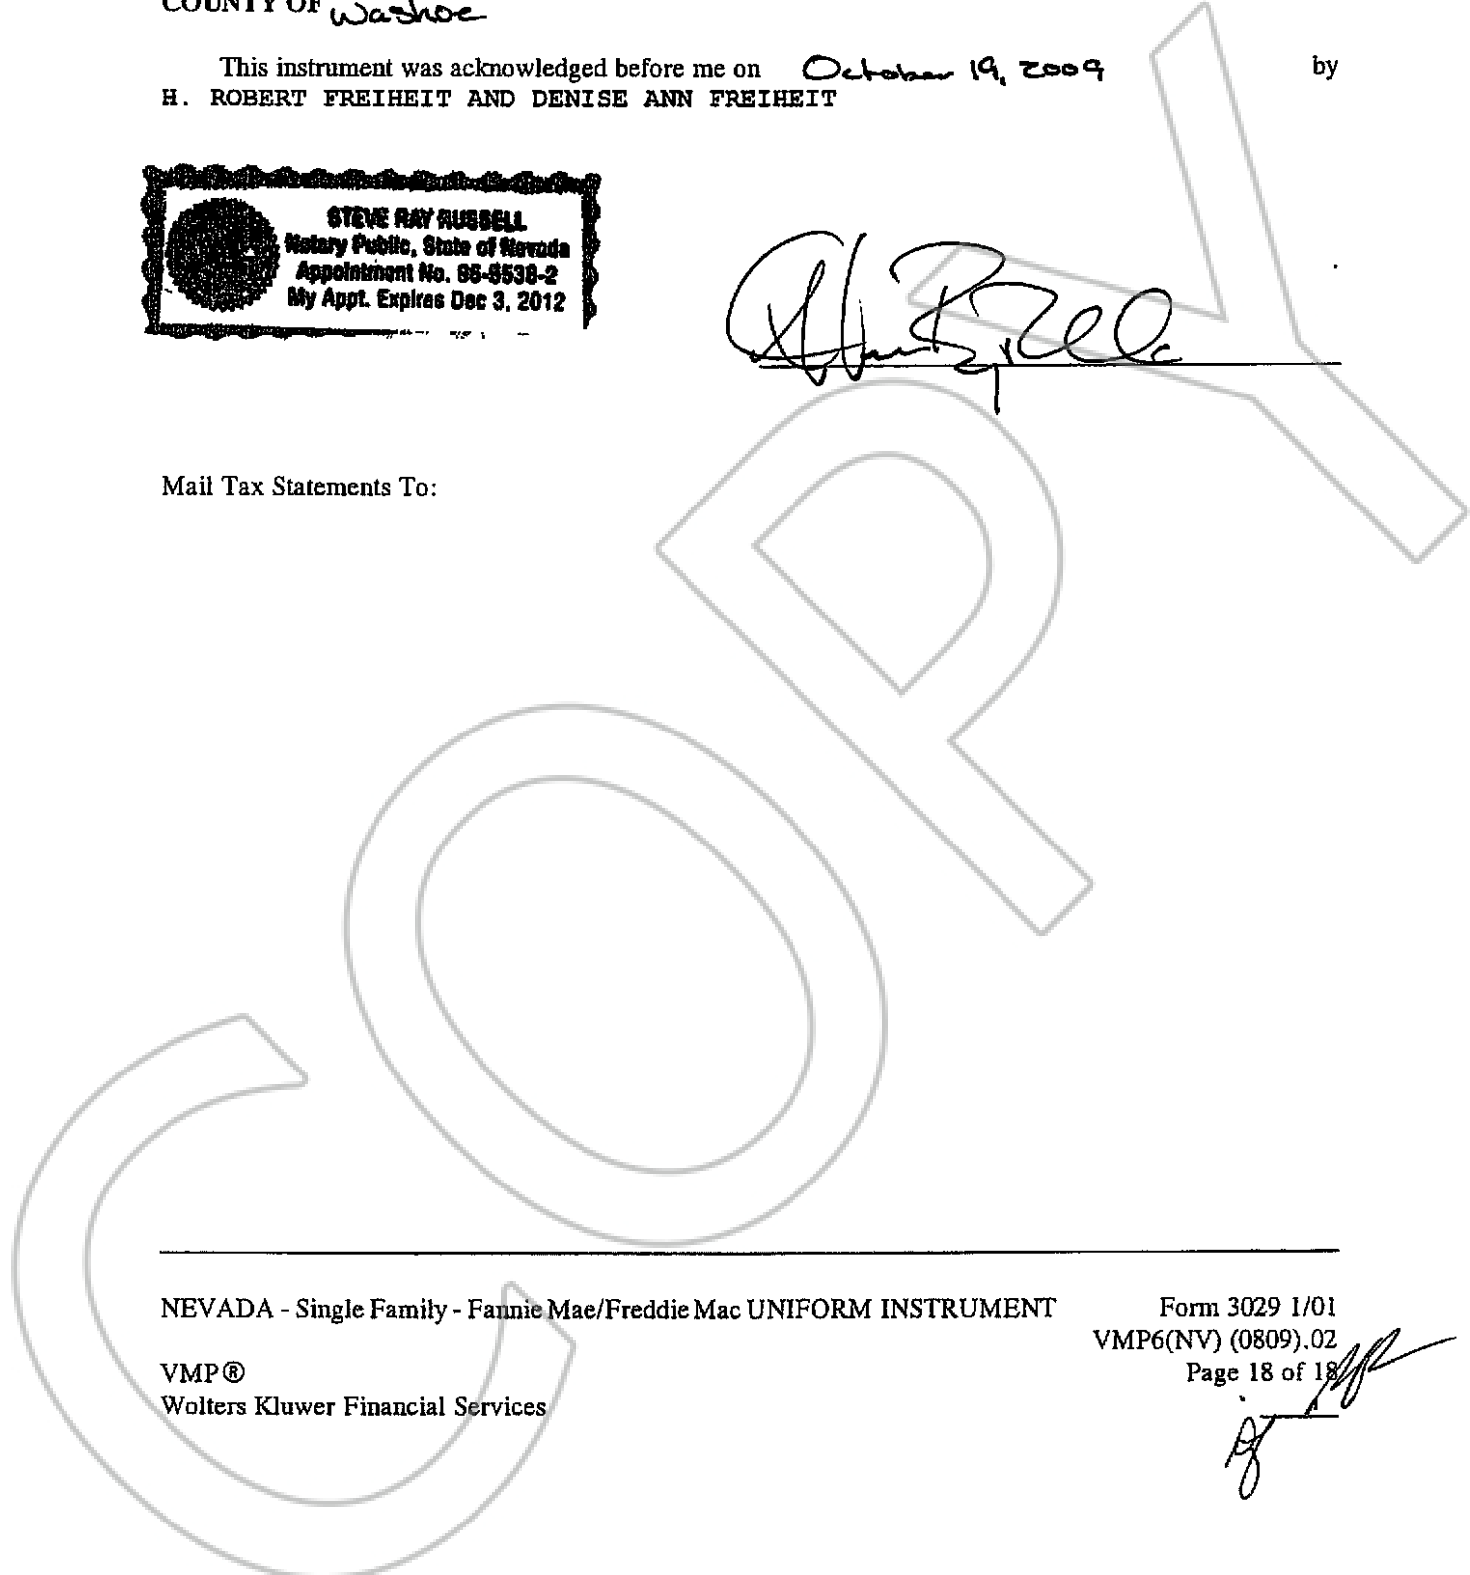 COUNTY OF Washoe
This instrument was acknowledged before me on October 19, 2009 by
H. ROBERT FREIHEIT AND DENISE ANN FREIHEIT
STEVE RAY RUSSELL
Notary Public, State of Nevada
Appointment No.
My Appt. Expires Dec 3, 2012
Mail Tax Statements To:
COPY
NEVADA - Single Family - Fannie Mae/Freddie Mac UNIFORM INSTRUMENT Form 3029 1/01
VMP6(NV) (0809).02
VMP® Page 18 of 18
Wolters Kluwer Financial Services